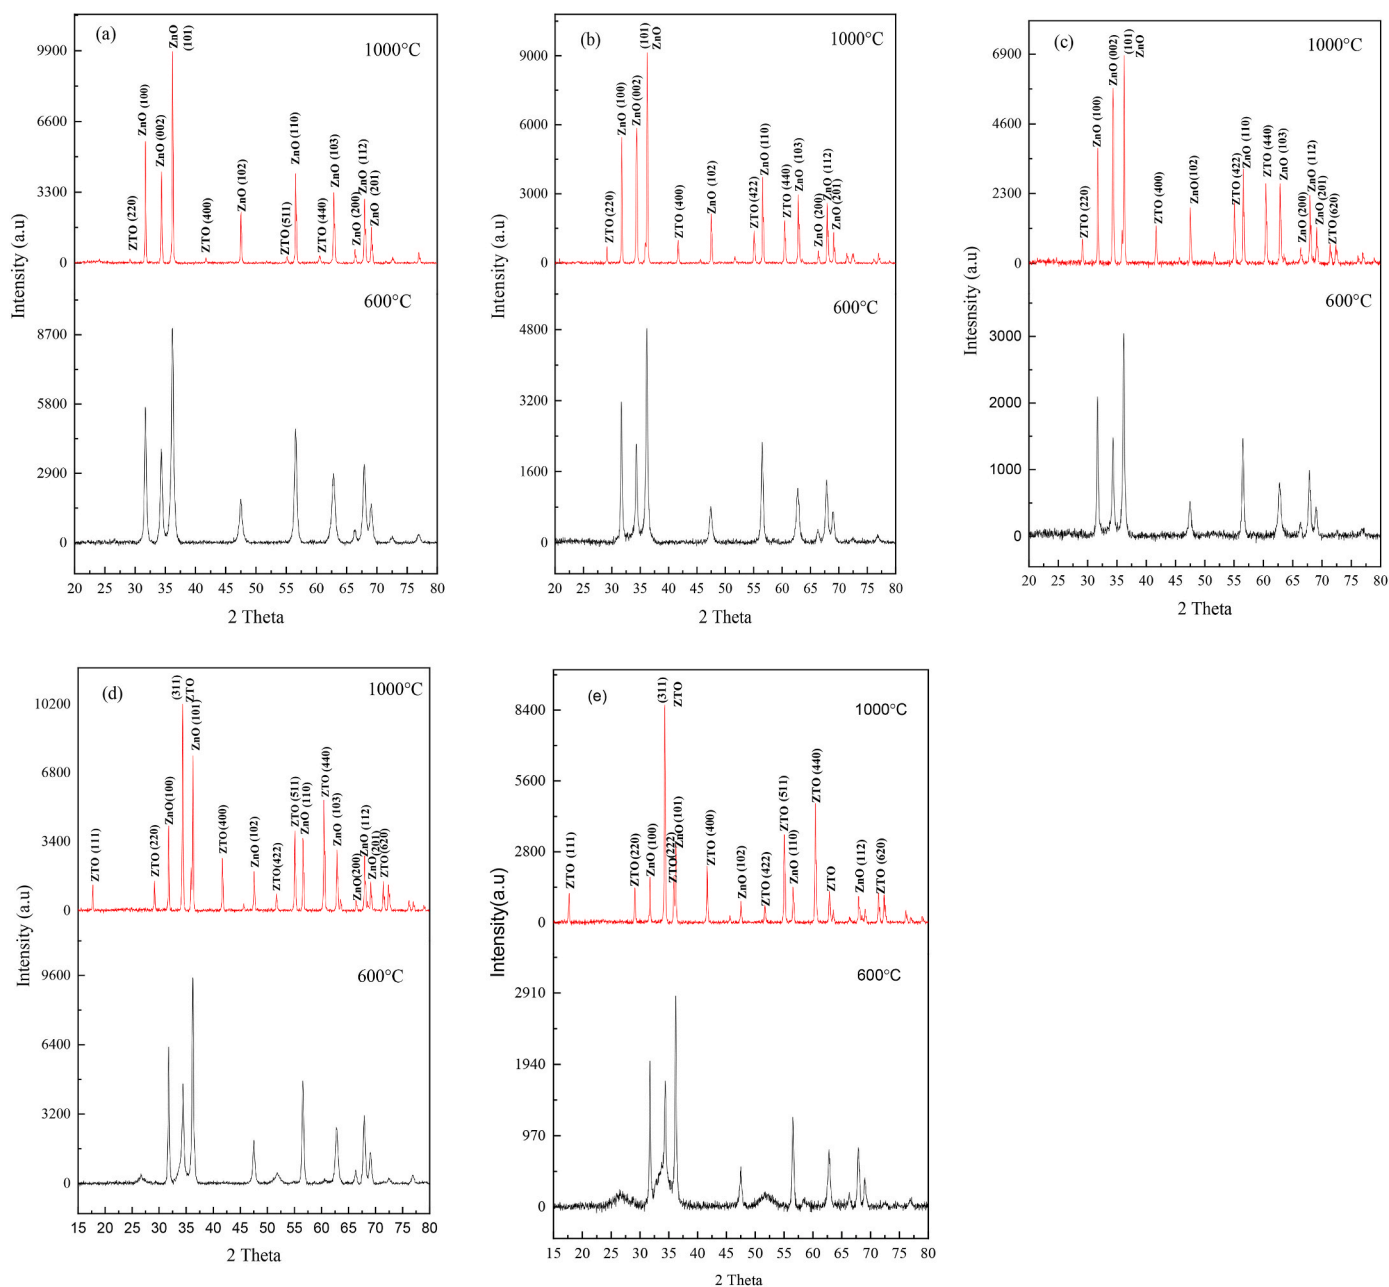 (a)
ZnO
(101)
1000°C
ZTO (220)
ZnO (100)
ZnO (002)
ZTO (400)
ZnO (102)
ZTO (511)
ZnO (110)
ZTO (440)
ZnO (103)
ZnO (200)
ZnO (112)
ZnO (201)
9900
6600
3300
0
600°C
8700
5800
2900
0
Intensity (a.u)
20 25 30 35 40 45 50 55 60 65 70 75 80
2 Theta
(b)
(101)
ZnO
1000°C
ZTO (220)
ZnO (100)
ZnO (002)
ZTO (400)
ZnO (102)
ZTO (422)
ZnO (110)
ZTO (440)
ZnO (103)
ZnO (200)
ZnO (112)
ZnO (201)
9000
6000
3000
0
600°C
4800
3200
1600
0
Intensity (a.u)
20 25 30 35 40 45 50 55 60 65 70 75 80
2 Theta
(c)
(101)
ZnO
1000°C
ZTO (220)
ZnO (100)
ZnO (002)
ZTO (400)
ZnO(102)
ZTO (422)
ZnO (110)
ZTO (440)
ZnO (103)
ZnO (200)
ZnO (112)
ZnO (201)
ZTO (620)
6900
4600
2300
0
600°C
3000
2000
1000
0
Intesnsity (a.u)
20 25 30 35 40 45 50 55 60 65 70 75 80
2 Theta
(d)
(311)
ZTO
1000°C
ZTO (111)
ZTO (220)
ZnO(100)
ZnO (101)
ZTO (400)
ZnO (102)
ZTO(422)
ZTO (511)
ZnO (110)
ZTO (440)
ZnO (103)
ZnO(200)
ZnO (112)
ZnO (201)
ZTO (620)
10200
6800
3400
0
600°C
9600
6400
3200
0
Intensity (a.u)
15 20 25 30 35 40 45 50 55 60 65 70 75 80
2 Theta
(e)
(311)
ZTO
1000°C
ZTO (111)
ZTO (220)
ZnO (100)
ZTO (222)
ZnO (101)
ZTO (400)
ZnO (102)
ZTO (422)
ZTO (511)
ZnO (110)
ZTO (440)
ZTO
ZnO (112)
ZTO (620)
8400
5600
2800
0
600°C
2910
1940
970
0
Intensity(a.u)
15 20 25 30 35 40 45 50 55 60 65 70 75 80
2 Theta